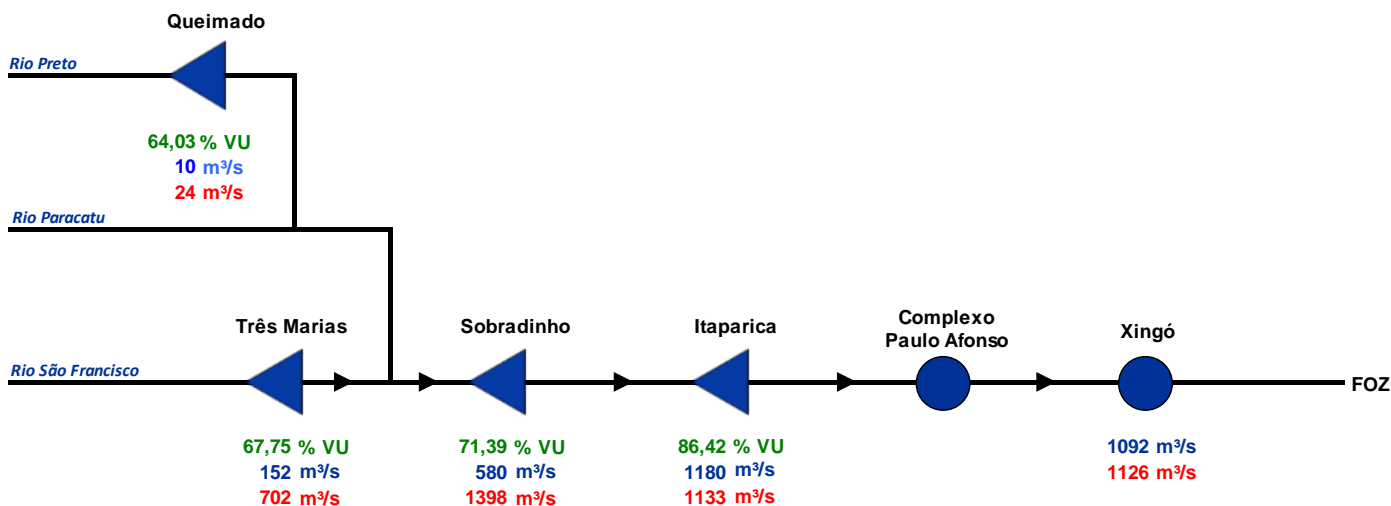 Queimado
Rio Preto
64,03 % VU
10 m³/s
24 m³/s
Rio Paracatu
Três Marias
Sobradinho
Itaparica
Complexo
Paulo Afonso
Xingó
Rio São Francisco
FOZ
67,75 % VU
152 m³/s
702 m³/s
71,39 % VU
580 m³/s
1398 m³/s
86,42 % VU
1180 m³/s
1133 m³/s
1092 m³/s
1126 m³/s